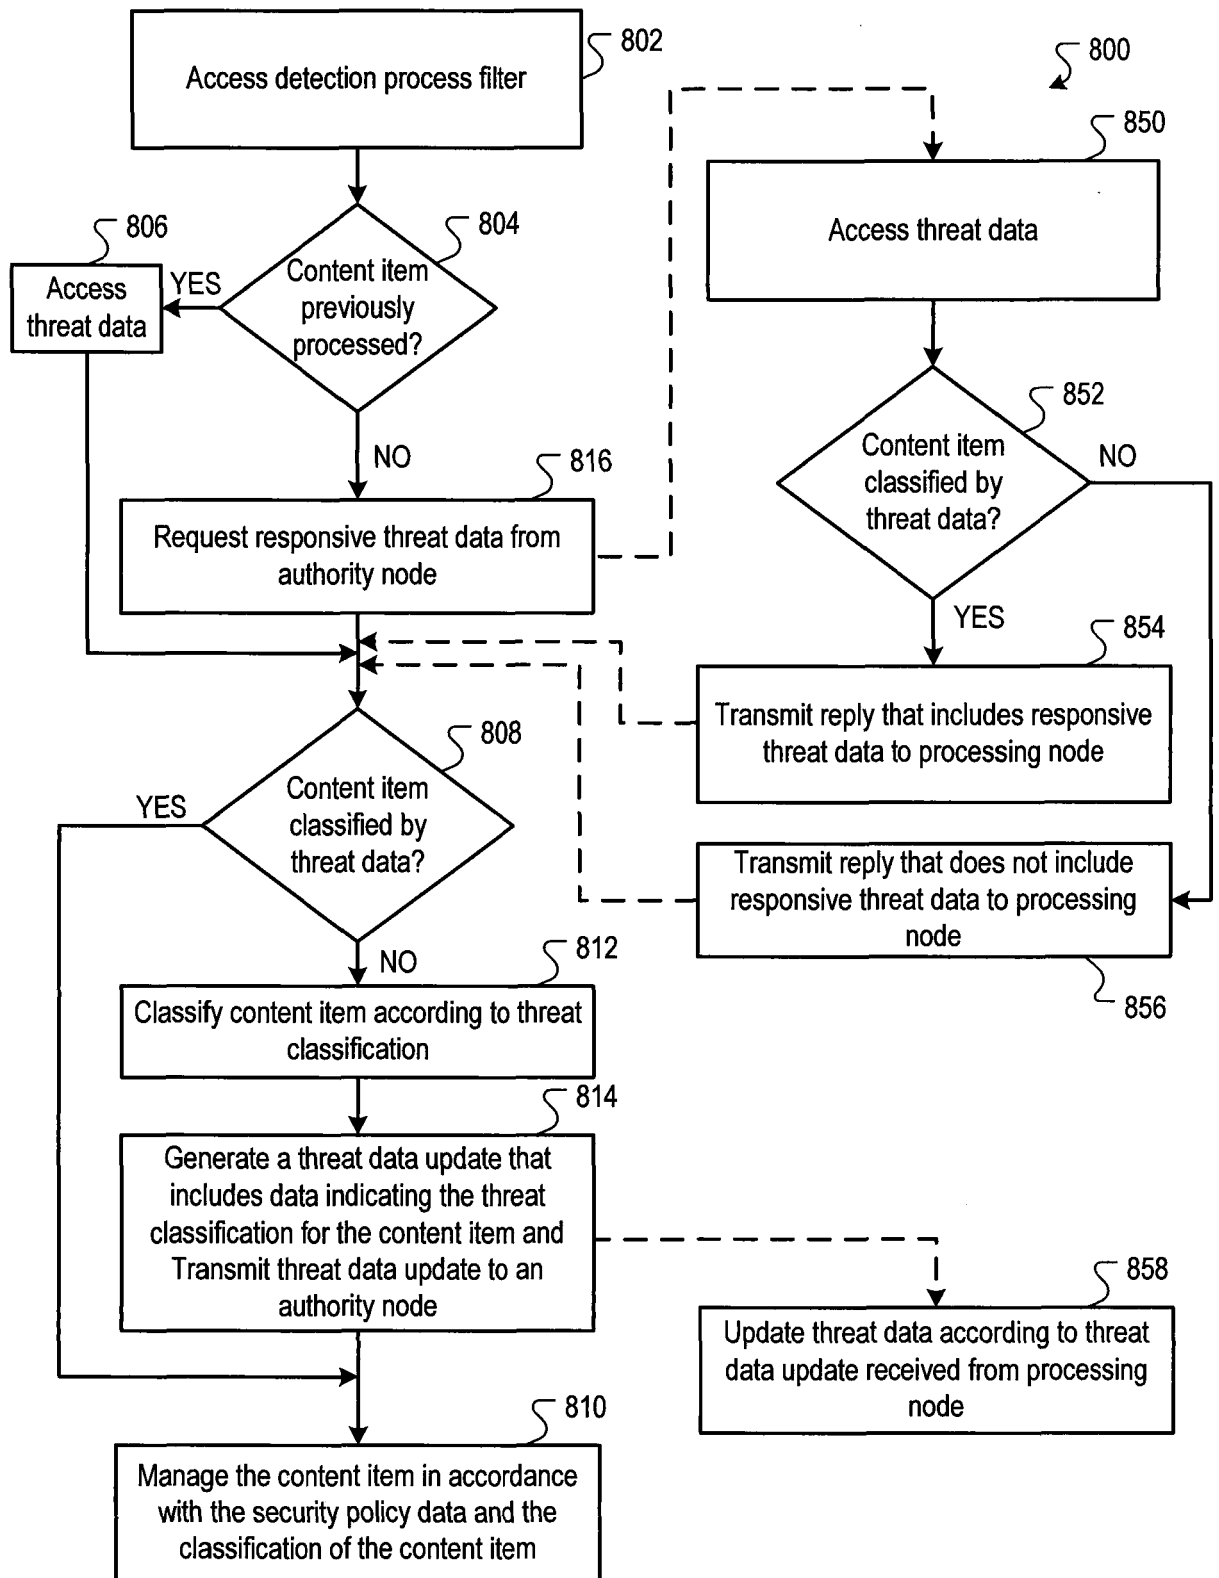 802
Access detection process filter
800
850
Access threat data
804
806
Content item
previously
processed?
YES
Access
threat data
852
Content item
classified by
threat data?
NO
NO
816
Request responsive threat data from
authority node
YES
854
Transmit reply that includes responsive
threat data to processing node
808
Content item
classified by
threat data?
YES
Transmit reply that does not include
responsive threat data to processing
node
856
NO
812
Classify content item according to threat
classification
814
Generate a threat data update that
includes data indicating the threat
classification for the content item and
Transmit threat data update to an
authority node
858
Update threat data according to threat
data update received from processing
node
810
Manage the content item in accordance
with the security policy data and the
classification of the content item